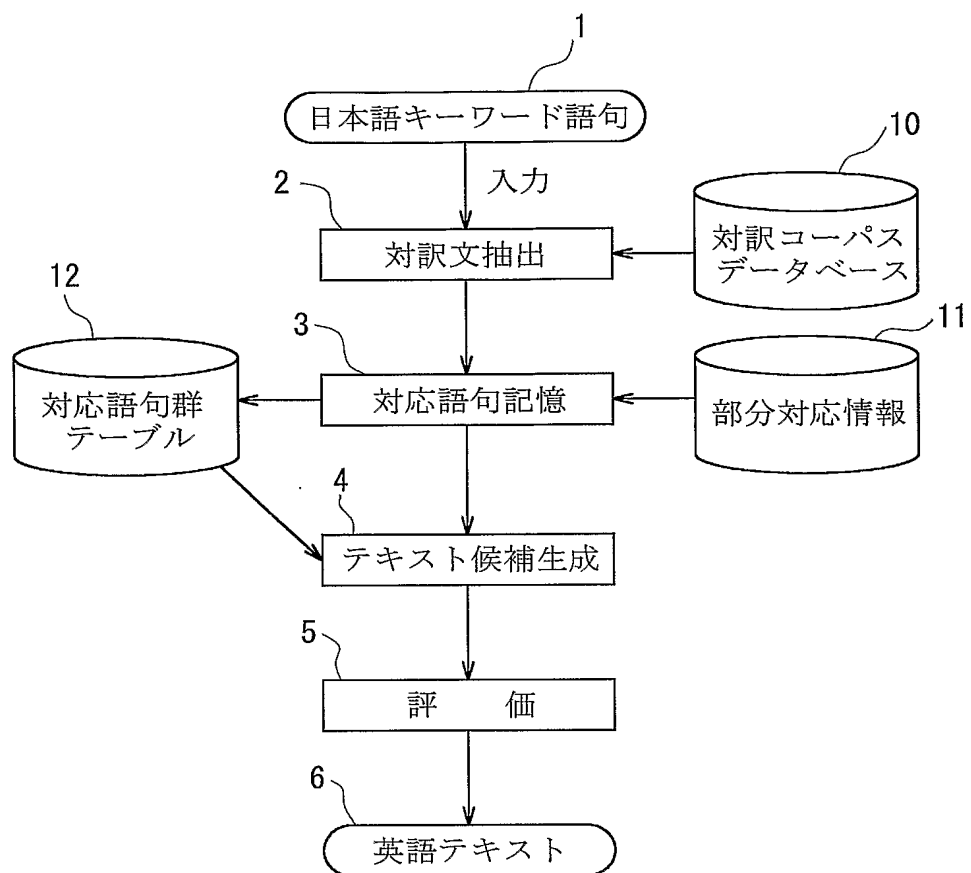 1
日本語キーワード語句
入力
10
2
対訳文抽出
対訳コーパス
データベース
12
3
11
対応語句群
テーブル
対応語句記憶
部分対応情報
4
テキスト候補生成
5
評 価
6
英語テキスト